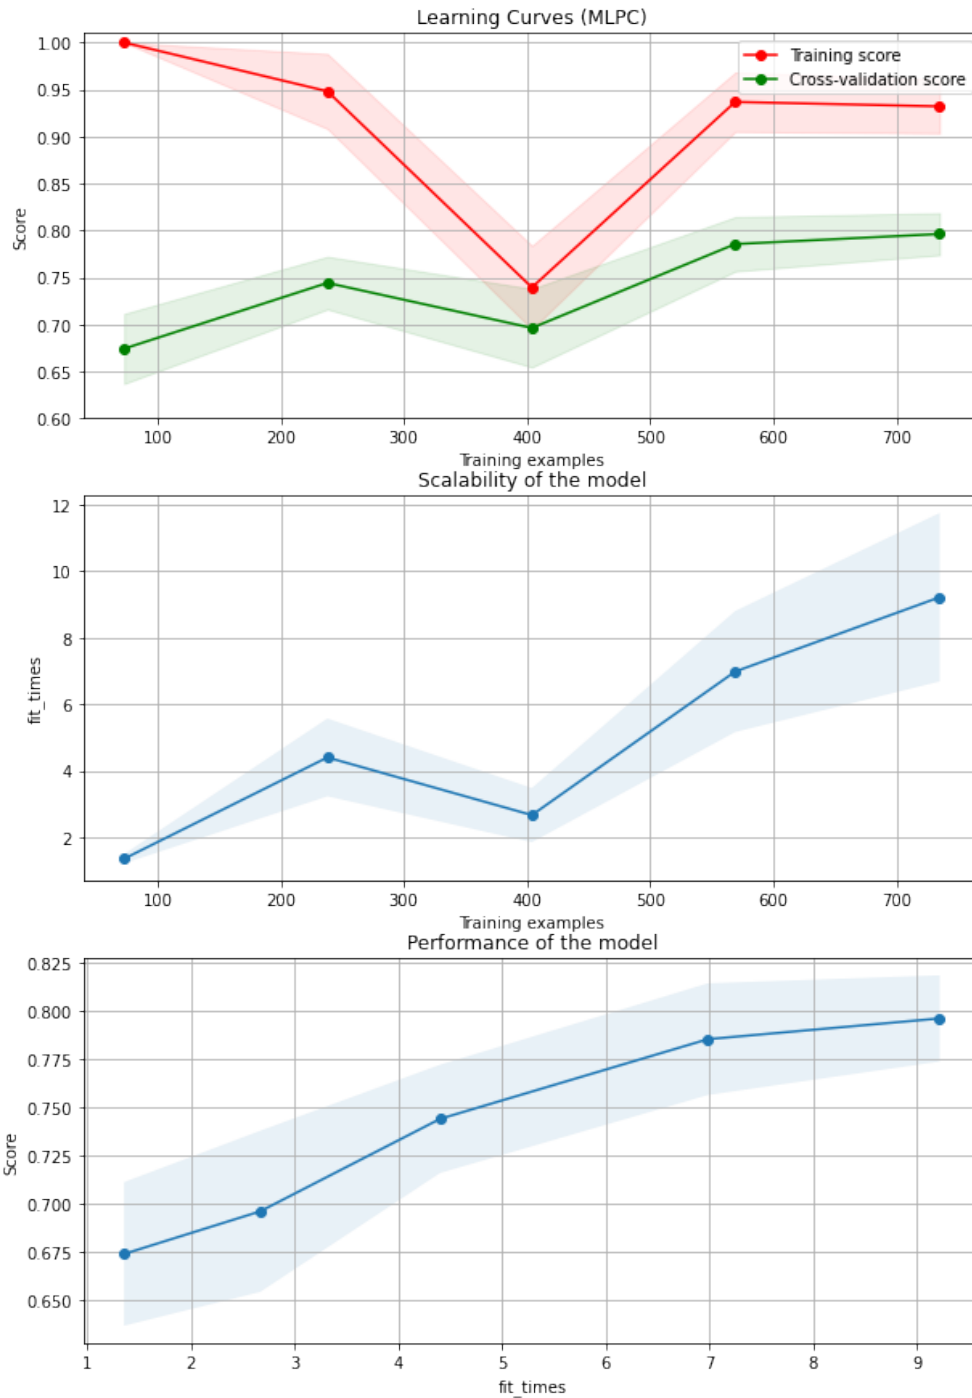 Learning Curves (MLPC)
1.00
0.95
0.90
0.85
0.80
0.75
0.70
0.65
0.60
Score
Training score
Cross-validation score
100 200 300 400 500 600 700
Training examples
Scalability of the model
12
10
8
6
4
2
fit_times
100 200 300 400 500 600 700
Training examples
Performance of the model
0.825
0.800
0.775
0.750
0.725
0.700
0.675
0.650
Score
1 2 3 4 5 6 7 8 9
fit_times